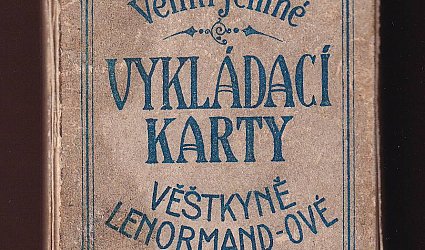 Velmi jemné
VYKLÁDACÍ
KARTY
VĚŠTKYNĚ
LENORMAND-OVÉ